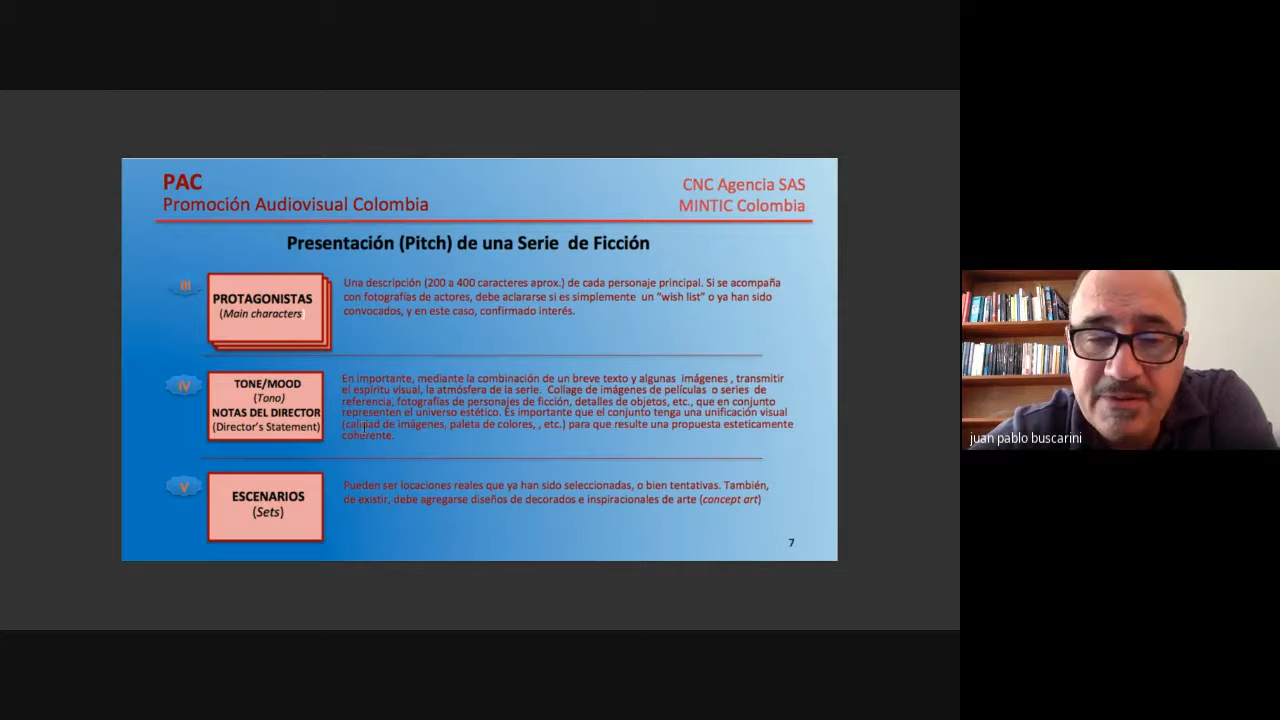 PAC
Promoción Audiovisual Colombia
CNC Agencia SAS
MINTIC Colombia
Presentación (Pitch) de una Serie de Ficción
III
PROTAGONISTAS
(Main characters)
Una descripción (200 a 400 caracteres aprox.) de cada personaje principal. Si se acompaña
con fotografías de actores, debe aclararse si es simplemente un "wish list" o ya han sido
convocados, y en este caso, confirmado interés.
IV
TONE/MOOD
(Tono)
NOTAS DEL DIRECTOR
(Director's Statement)
En importante, mediante la combinación de un breve texto y algunas imágenes , transmitir
el espíritu visual, la atmósfera de la serie. Collage de imágenes de películas o series de
referencia, fotografías de personajes de ficción, detalles de objetos, etc., que en conjunto
representen el universo estético. Es importante que el conjunto tenga una unificación visual
(calidad de imágenes, paleta de colores, , etc.) para que resulte una propuesta esteticamente
coherente.
V
ESCENARIOS
(Sets)
Pueden ser locaciones reales que ya han sido seleccionadas, o bien tentativas. También,
de existir, debe agregarse diseños de decorados e inspiracionales de arte (concept art)
7
juan pablo buscarini